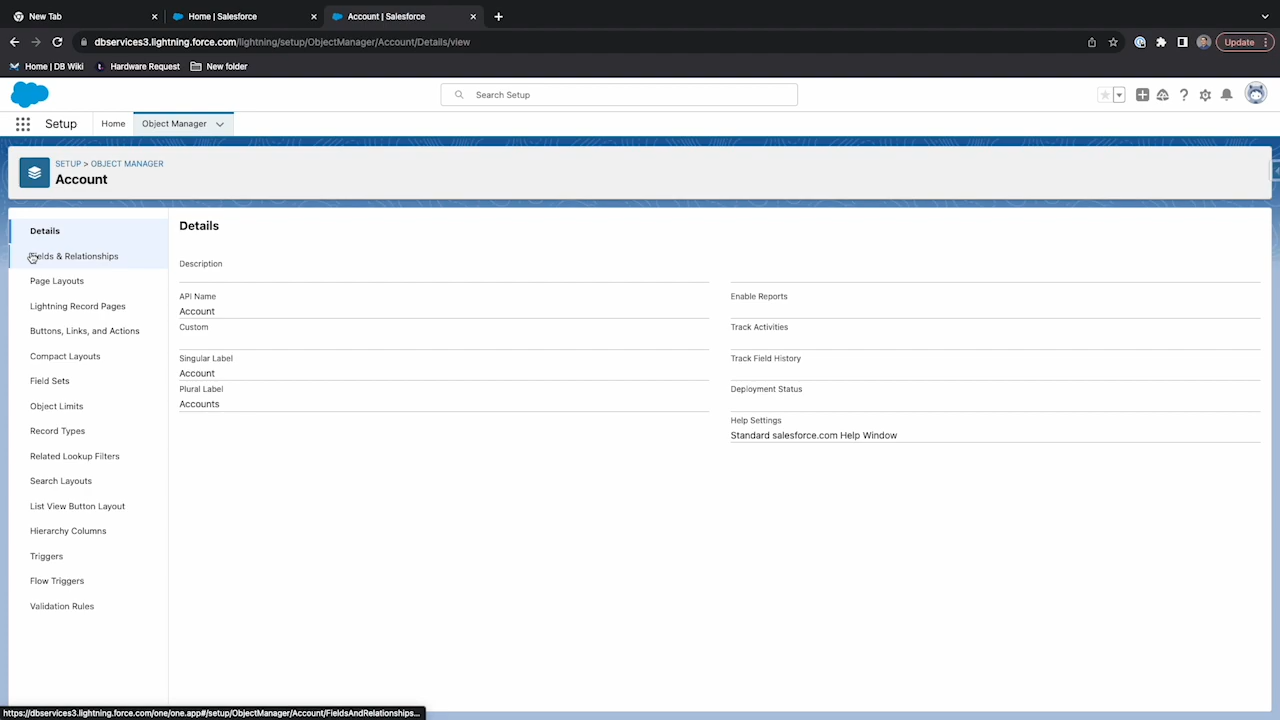 New Tab
Home | Salesforce
Account | Salesforce
dbservices3.lightning.force.com/lightning/setup/ObjectManager/Account/Details/view
Update
Home | DB Wiki
Hardware Request
New folder
Search Setup
Setup
Home
Object Manager
SETUP > OBJECT MANAGER
Account
Details
Fields & Relationships
Page Layouts
Lightning Record Pages
Buttons, Links, and Actions
Compact Layouts
Field Sets
Object Limits
Record Types
Related Lookup Filters
Search Layouts
List View Button Layout
Hierarchy Columns
Triggers
Flow Triggers
Validation Rules
Details
Description
API Name
Account
Custom
Singular Label
Account
Plural Label
Accounts
Enable Reports
Track Activities
Track Field History
Deployment Status
Help Settings
Standard salesforce.com Help Window
https://dbservices3.lightning.force.com/one/one.app#/setup/ObjectManager/Account/FieldsAndRelationships...